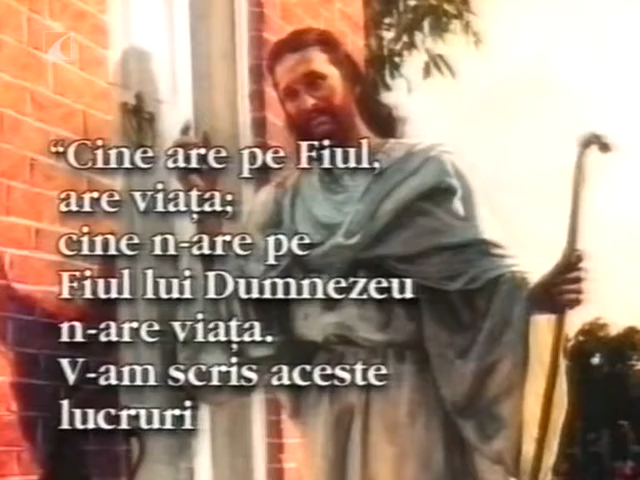 “Cine are pe Fiul,
are viața;
cine n-are pe
Fiul lui Dumnezeu
n-are viața.
V-am scris aceste
lucruri